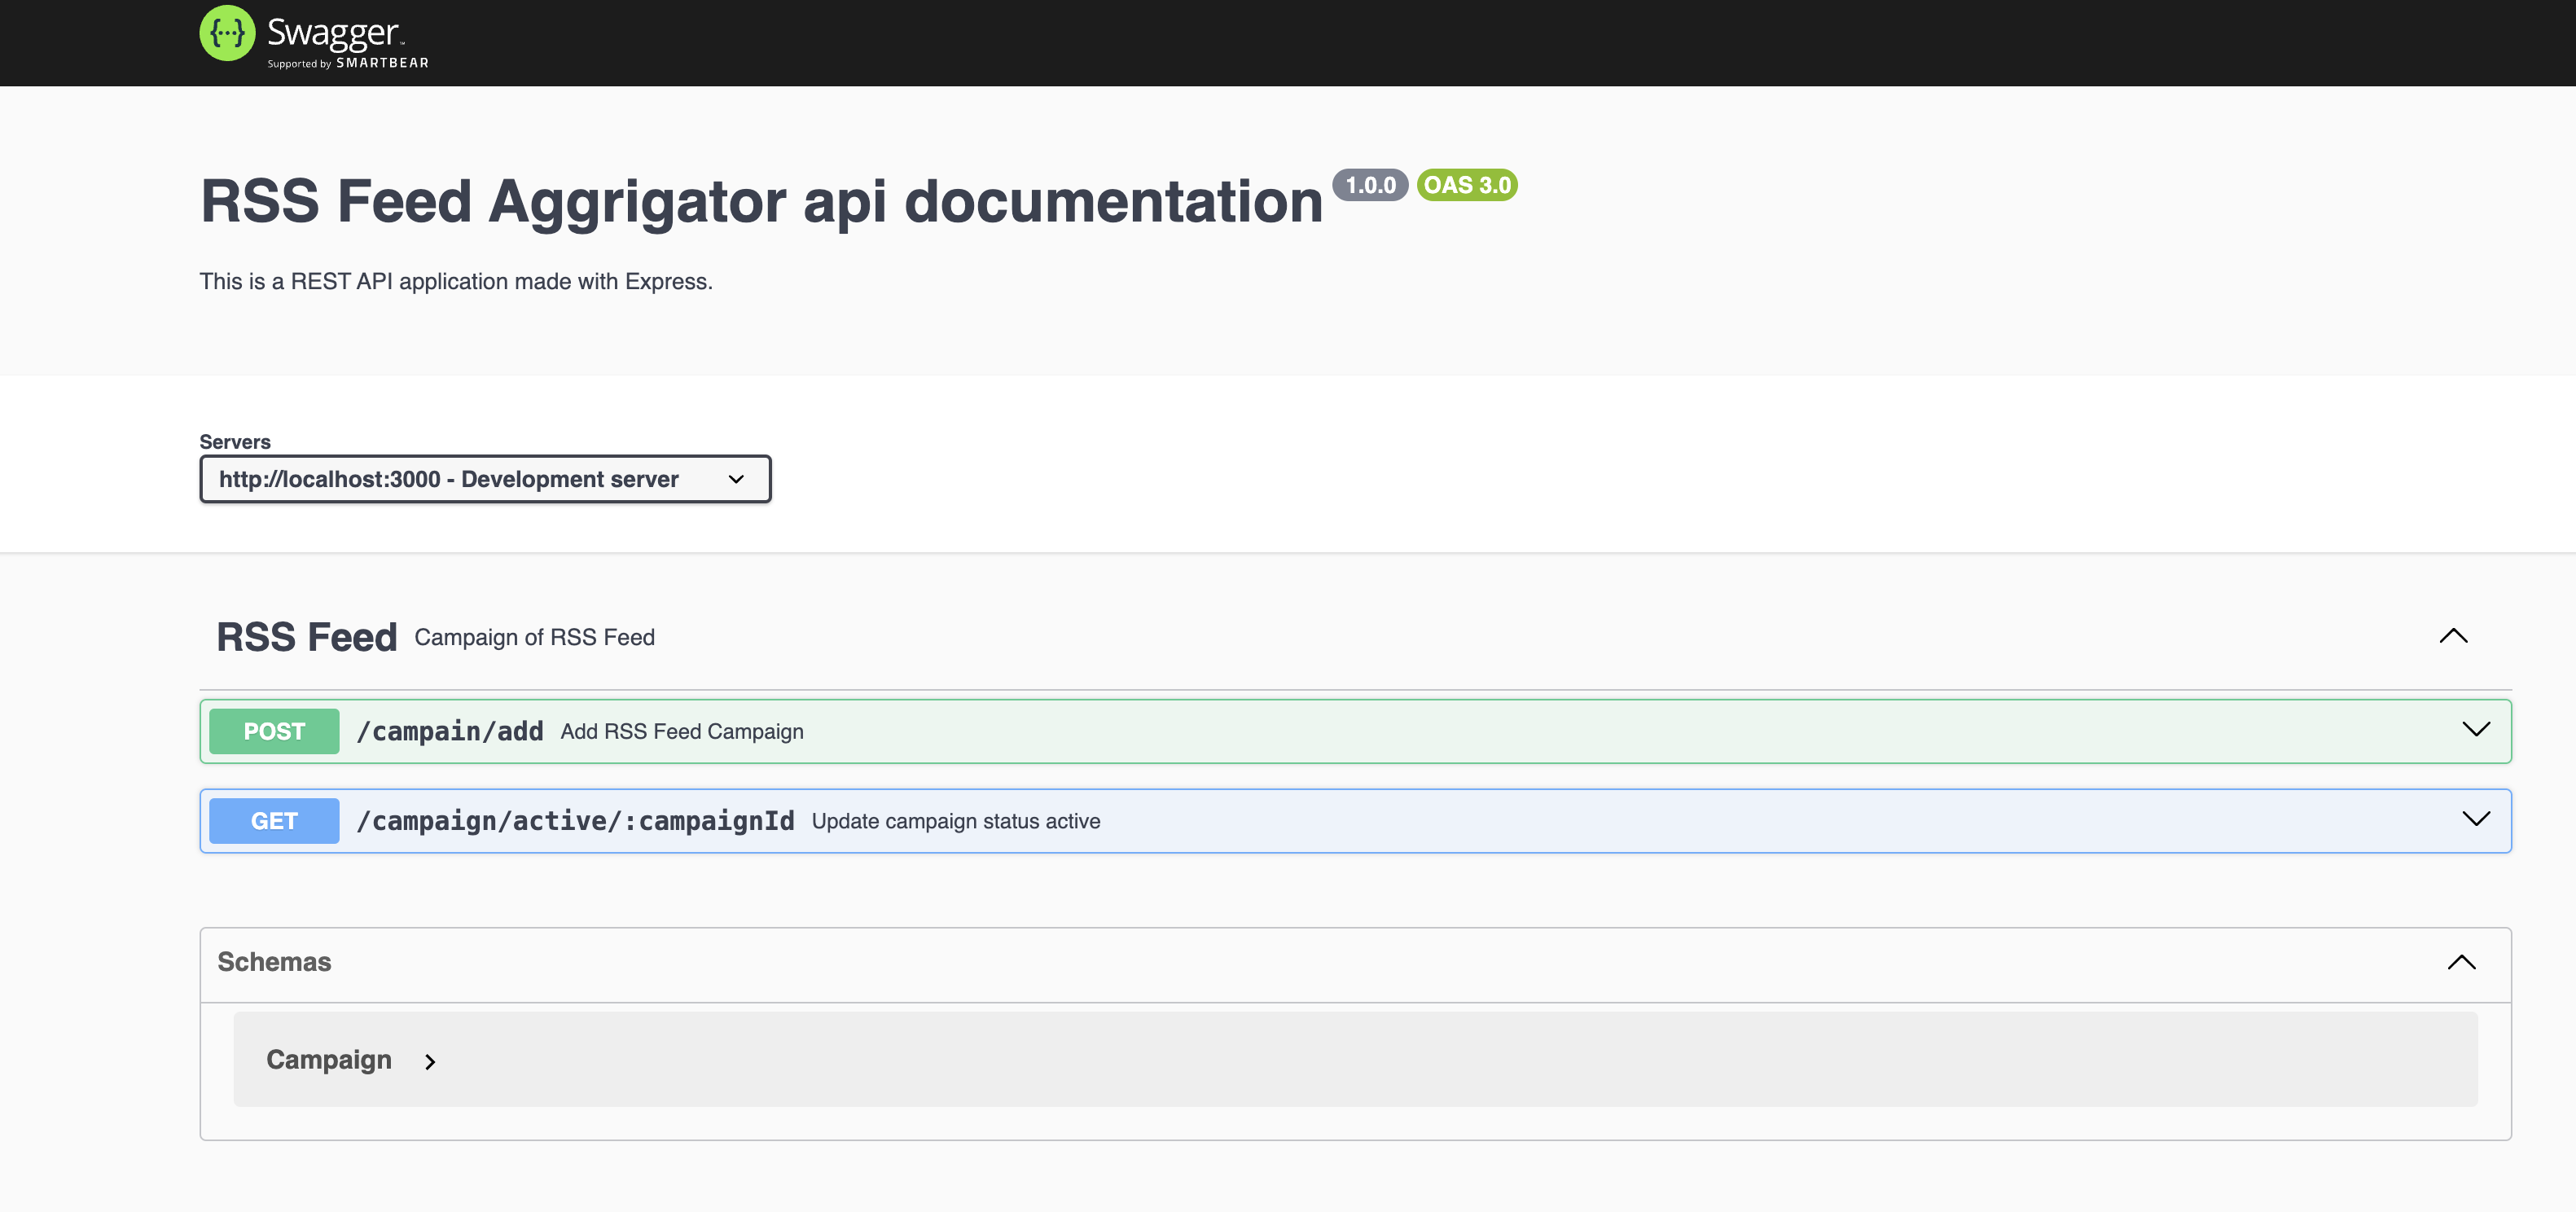 Swagger™
Supported by SMARTBEAR
RSS Feed Aggrigator api documentation 1.0.0 OAS 3.0
This is a REST API application made with Express.
Servers
http://localhost:3000 - Development server
RSS Feed Campaign of RSS Feed
POST /campain/add Add RSS Feed Campaign
GET /campaign/active/:campaignId Update campaign status active
Schemas
Campaign